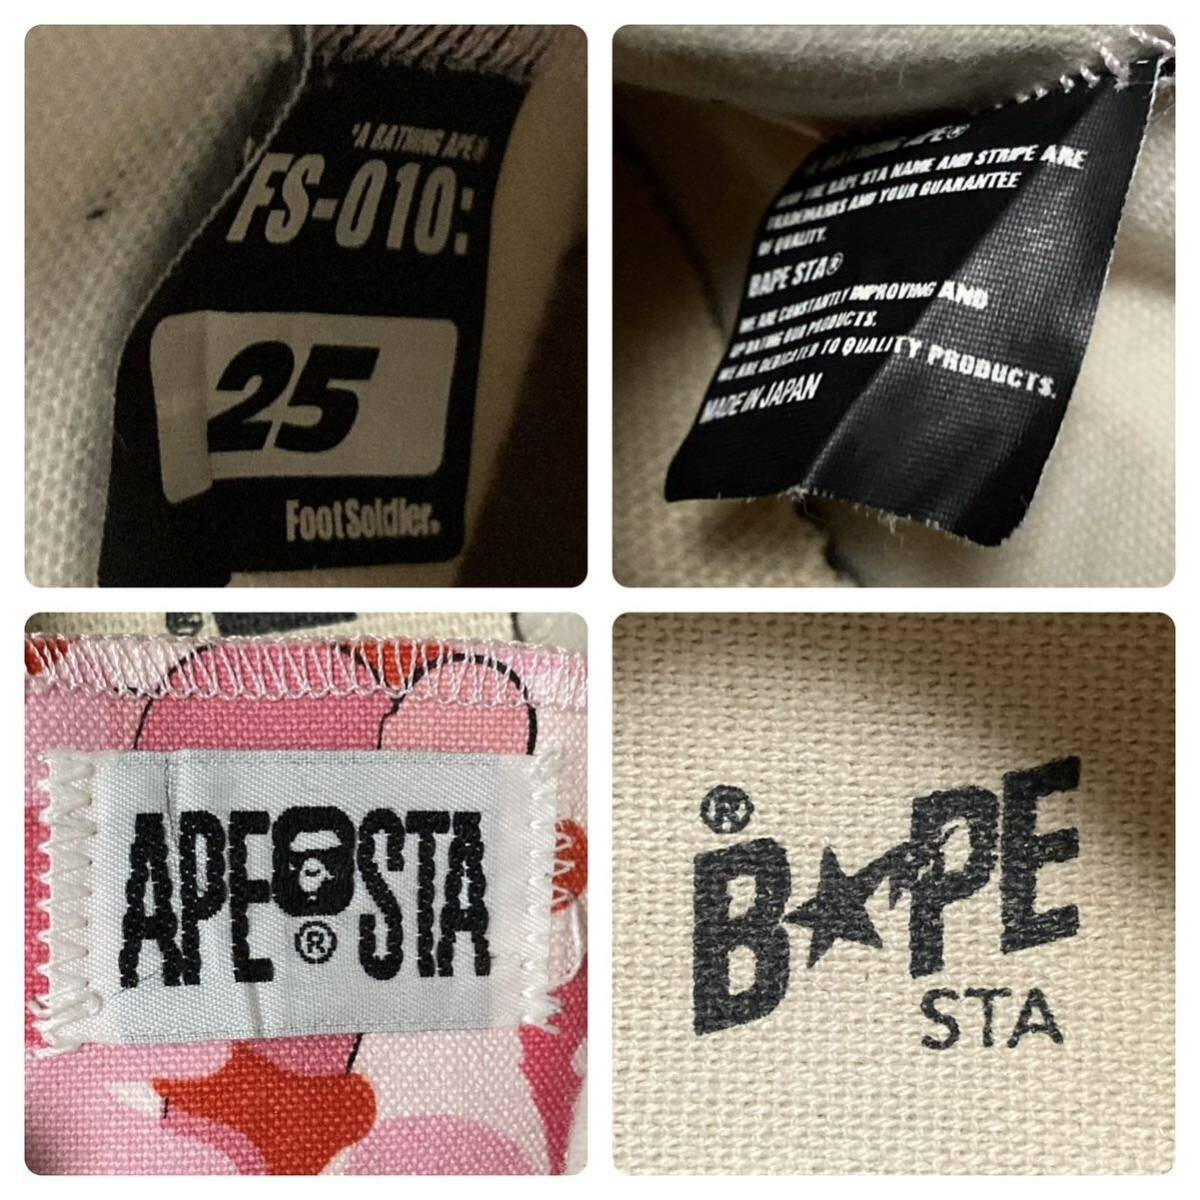 'A BATHING APE®
FS-010:
25
FootSoldier.
BATHING APE®
AND THE BAPE STA NAME AND STRIPE ARE
TRADEMARKS AND YOUR GUARANTEE
OF QUALITY.
BAPE STA®
WE ARE CONSTANTLY IMPROVING AND
UP DATING OUR PRODUCTS.
WE ARE DEDICATED TO QUALITY PRODUCTS.
MADE IN JAPAN
®
APE STA
®
®
BAPE
STA